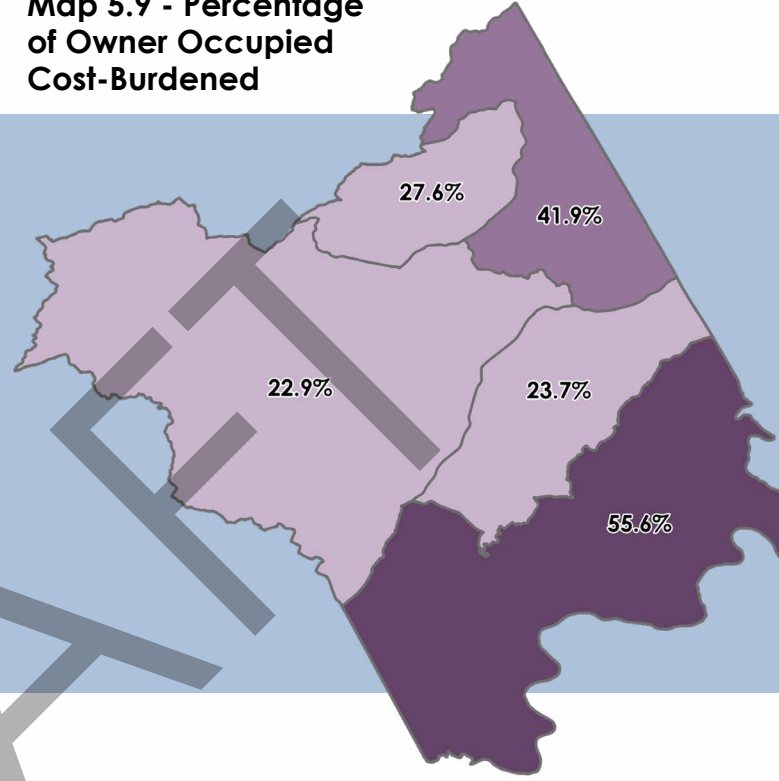 Map 5.9 - Percentage
of Owner Occupied
Cost-Burdened
27.6%
41.9%
22.9%
23.7%
55.6%